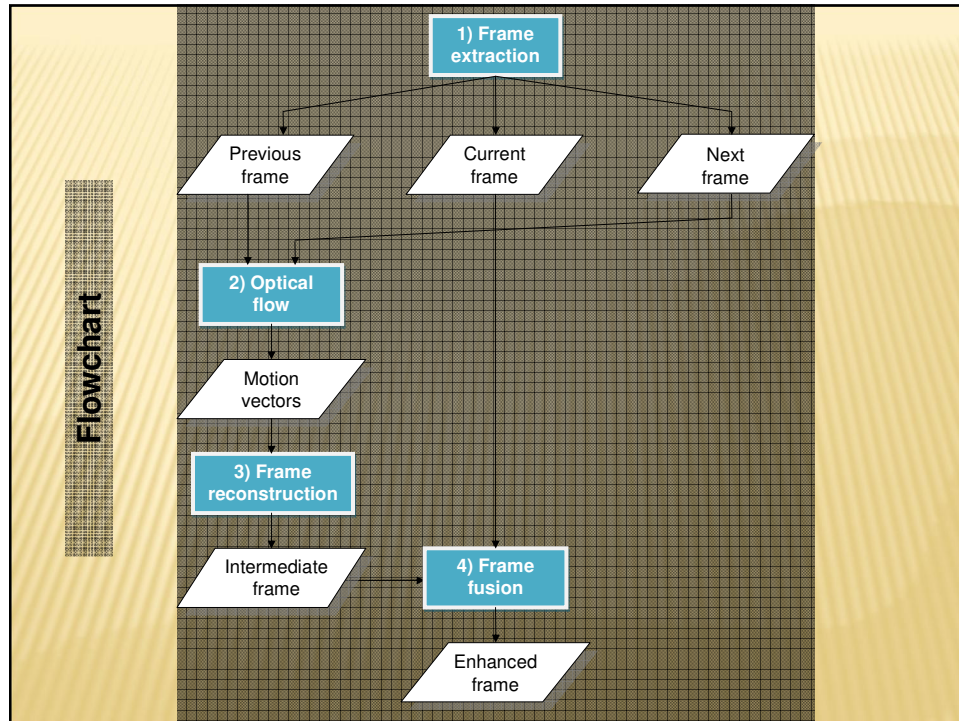 Flowchart
1) Frame
extraction
Previous
frame
Current
frame
Next
frame
2) Optical
flow
Motion
vectors
3) Frame
reconstruction
Intermediate
frame
4) Frame
fusion
Enhanced
frame